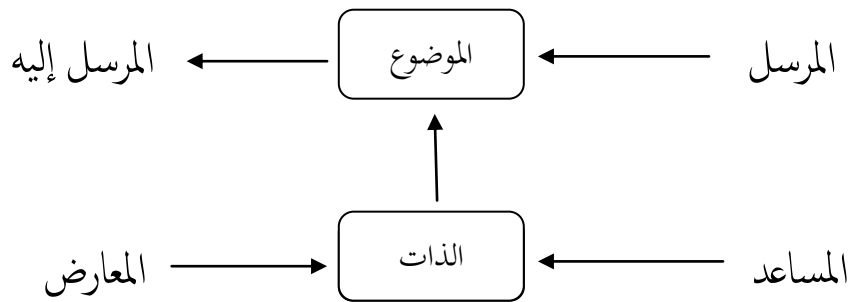 المرسل الموضوع المرسل إليه
المساعد الذات المعارض